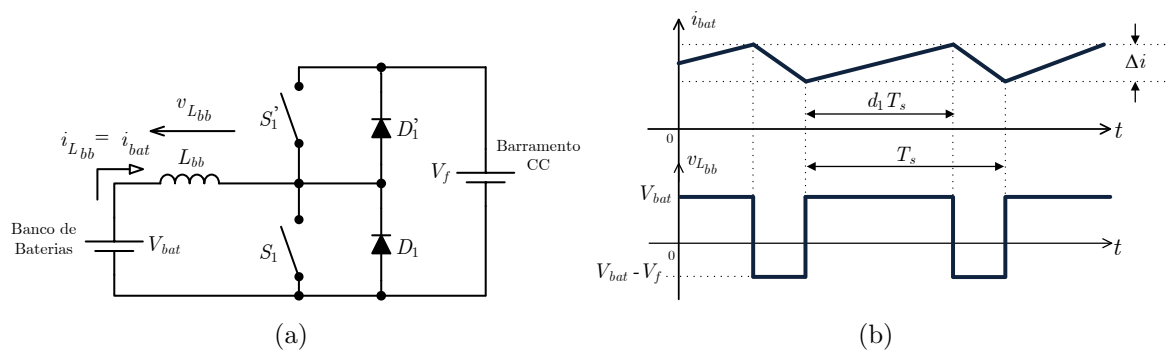 v_{L_{bb}}
i_{L_{bb}} = i_{bat}
L_{bb}
S_1'
D_1'
V_f
Barramento
CC
Banco de
Baterias
V_{bat}
S_1
D_1
(a)
i_{bat}
Δi
d_1 T_s
0
t
v_{L_{bb}}
T_s
V_{bat}
0
t
V_{bat} - V_f
(b)